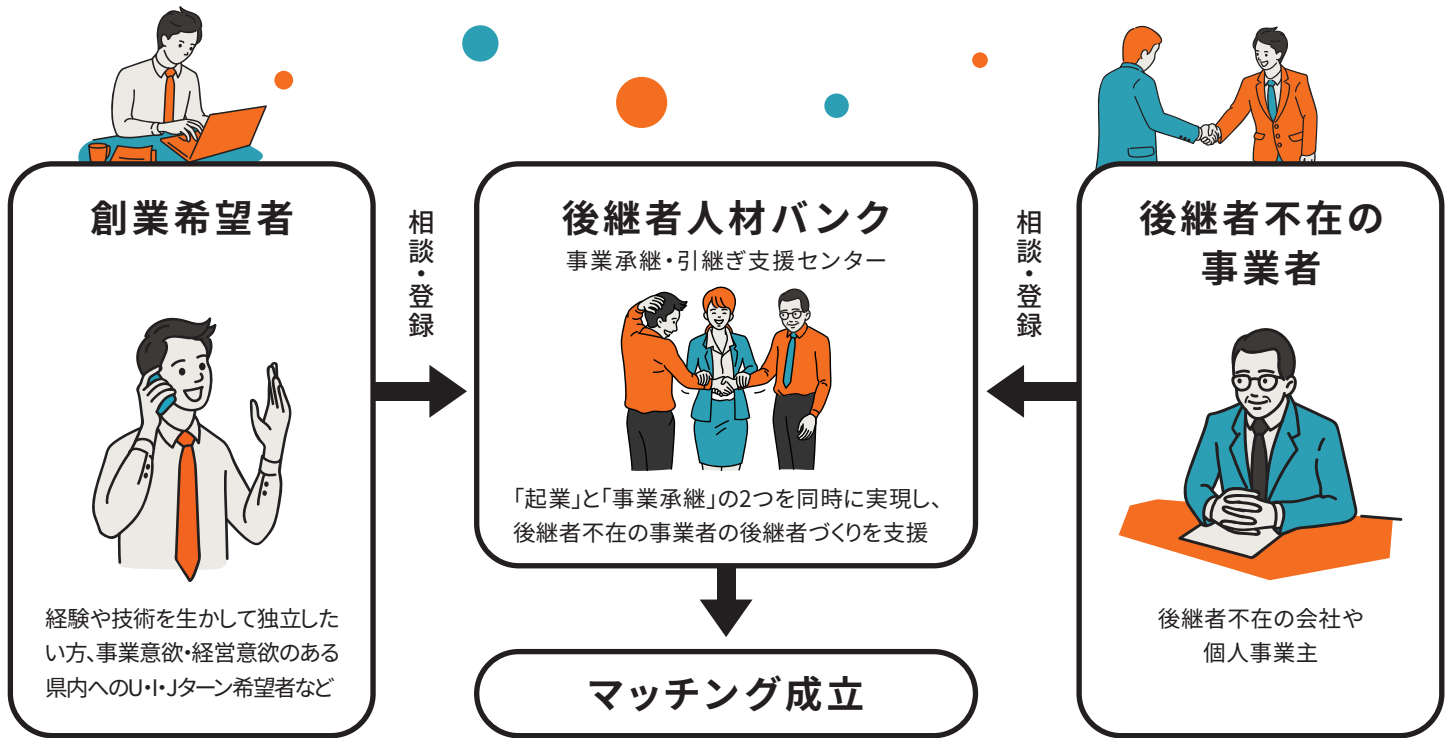 創業希望者
経験や技術を生かして独立した
い方、事業意欲・経営意欲のある
県内へのU・I・Jターン希望者など
相談・登録
後継者人材バンク
事業承継・引継ぎ支援センター
「起業」と「事業承継」の2つを同時に実現し、
後継者不在の事業者の後継者づくりを支援
マッチング成立
相談・登録
後継者不在の
事業者
後継者不在の会社や
個人事業主